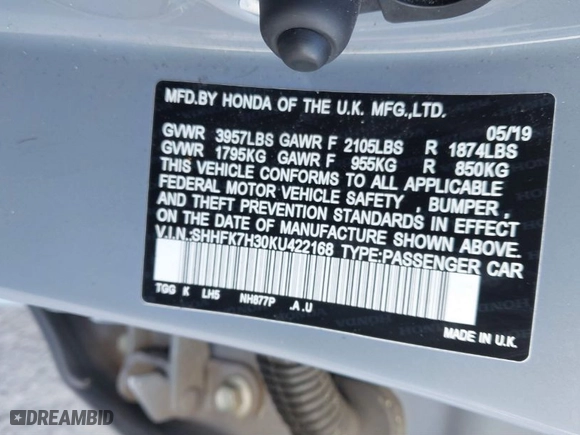 MFD.BY HONDA OF THE U.K. MFG.,LTD.
05/'19
GVWR 3957LBS GAWR F 2105LBS R 1874LBS
GVWR 1795KG GAWR F 955KG R 850KG
THIS VEHICLE CONFORMS TO ALL APPLICABLE
FEDERAL MOTOR VEHICLE SAFETY , BUMPER ,
AND THEFT PREVENTION STANDARDS IN EFFECT
ON THE DATE OF MANUFACTURE SHOWN ABOVE.
V.I.N:SHHFK7H30KU422168 TYPE:PASSENGER CAR
TGG K LH5 NH877P .A.U
MADE IN U.K.
DREAMBID